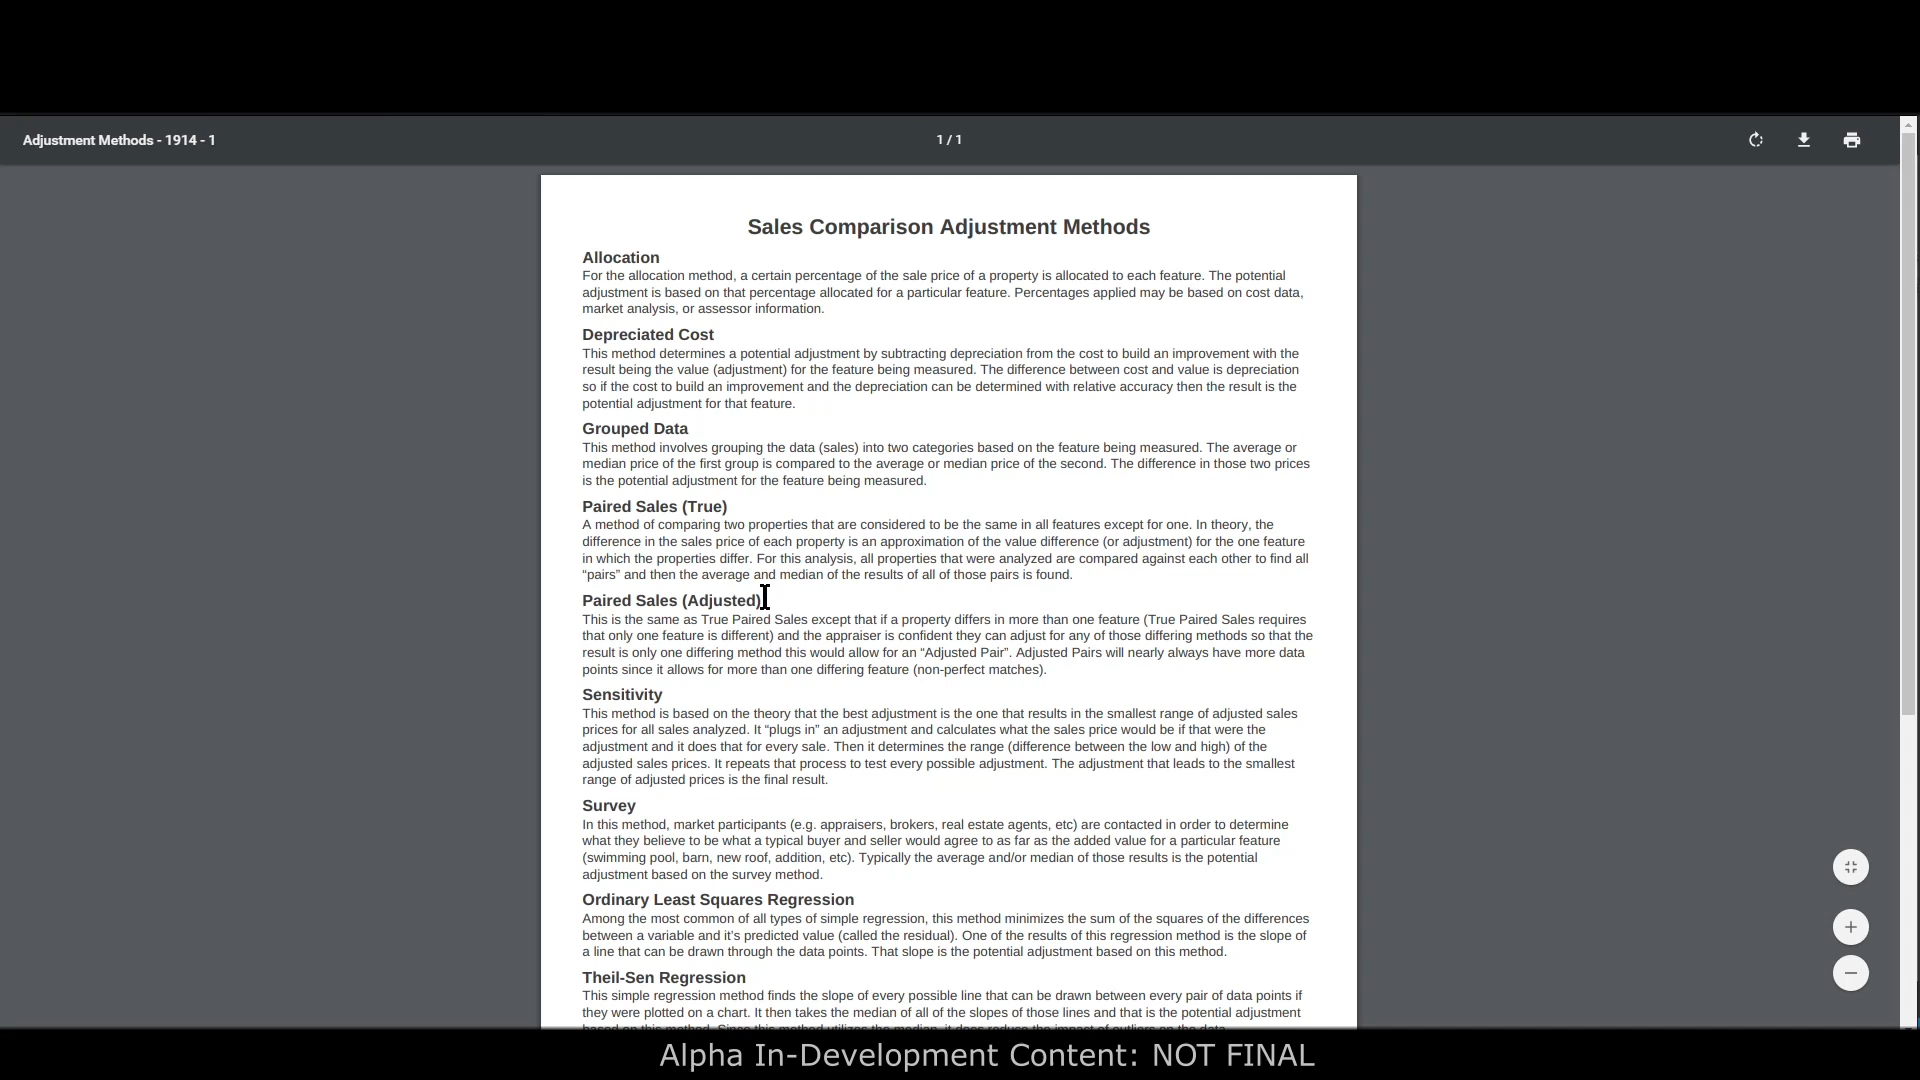 Adjustment Methods - 1914 - 1
1 / 1
Sales Comparison Adjustment Methods
Allocation
For the allocation method, a certain percentage of the sale price of a property is allocated to each feature. The potential
adjustment is based on that percentage allocated for a particular feature. Percentages applied may be based on cost data,
market analysis, or assessor information.
Depreciated Cost
This method determines a potential adjustment by subtracting depreciation from the cost to build an improvement with the
result being the value (adjustment) for the feature being measured. The difference between cost and value is depreciation
so if the cost to build an improvement and the depreciation can be determined with relative accuracy then the result is the
potential adjustment for that feature.
Grouped Data
This method involves grouping the data (sales) into two categories based on the feature being measured. The average or
median price of the first group is compared to the average or median price of the second. The difference in those two prices
is the potential adjustment for the feature being measured.
Paired Sales (True)
A method of comparing two properties that are considered to be the same in all features except for one. In theory, the
difference in the sales price of each property is an approximation of the value difference (or adjustment) for the one feature
in which the properties differ. For this analysis, all properties that were analyzed are compared against each other to find all
“pairs” and then the average and median of the results of all of those pairs is found.
Paired Sales (Adjusted)
This is the same as True Paired Sales except that if a property differs in more than one feature (True Paired Sales requires
that only one feature is different) and the appraiser is confident they can adjust for any of those differing methods so that the
result is only one differing method this would allow for an “Adjusted Pair”. Adjusted Pairs will nearly always have more data
points since it allows for more than one differing feature (non-perfect matches).
Sensitivity
This method is based on the theory that the best adjustment is the one that results in the smallest range of adjusted sales
prices for all sales analyzed. It “plugs in” an adjustment and calculates what the sales price would be if that were the
adjustment and it does that for every sale. Then it determines the range (difference between the low and high) of the
adjusted sales prices. It repeats that process to test every possible adjustment. The adjustment that leads to the smallest
range of adjusted prices is the final result.
Survey
In this method, market participants (e.g. appraisers, brokers, real estate agents, etc) are contacted in order to determine
what they believe to be what a typical buyer and seller would agree to as far as the added value for a particular feature
(swimming pool, barn, new roof, addition, etc). Typically the average and/or median of those results is the potential
adjustment based on the survey method.
Ordinary Least Squares Regression
Among the most common of all types of simple regression, this method minimizes the sum of the squares of the differences
between a variable and it’s predicted value (called the residual). One of the results of this regression method is the slope of
a line that can be drawn through the data points. That slope is the potential adjustment based on this method.
Theil-Sen Regression
This simple regression method finds the slope of every possible line that can be drawn between every pair of data points if
they were plotted on a chart. It then takes the median of all of the slopes of those lines and that is the potential adjustment
based on this method. Since this method utilizes the median, it does reduce the impact of outliers on the data.
Alpha In-Development Content: NOT FINAL